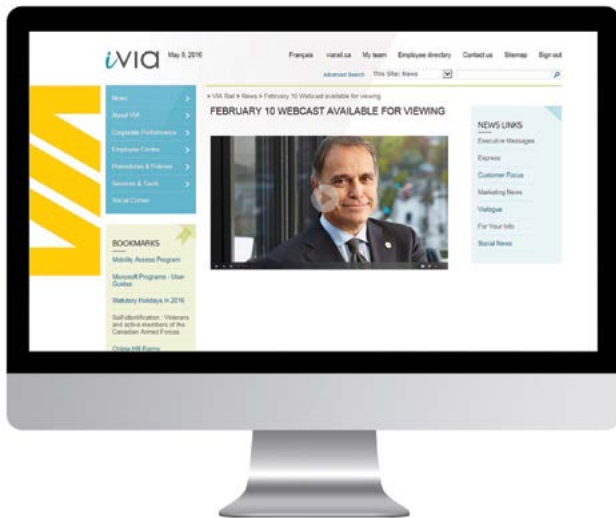 iVIA
May 9, 2016
Français viarail.ca My team Employee directory Contact us Sitemap Sign out
Advanced Search This Site: News
News
About VIA
Corporate Performance
Employee Centre
Procedures & Policies
Services & Tools
Social Corner
> VIA Rail > News > February 10 Webcast available for viewing
FEBRUARY 10 WEBCAST AVAILABLE FOR VIEWING
NEWS LINKS
Executive Messages
Express
Customer Focus
Marketing News
Vialogue
For Your Info
Social News
BOOKMARKS
Mobility Access Program
Microsoft Programs - User
Guides
Statutory Holidays in 2016
Self-identification : Veterans
and active members of the
Canadian Armed Forces
Online HR Forms